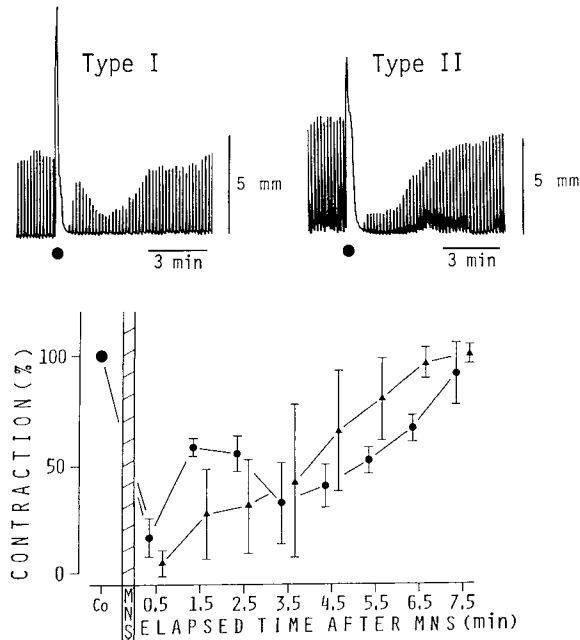 Type I
Type II
5 mm
5 mm
3 min
3 min
CONTRACTION(%)
100
50
0
Co
MNS
0.5 1.5 2.5 3.5 4.5 5.5 6.5 7.5
ELAPSED TIME AFTER MNS(min)